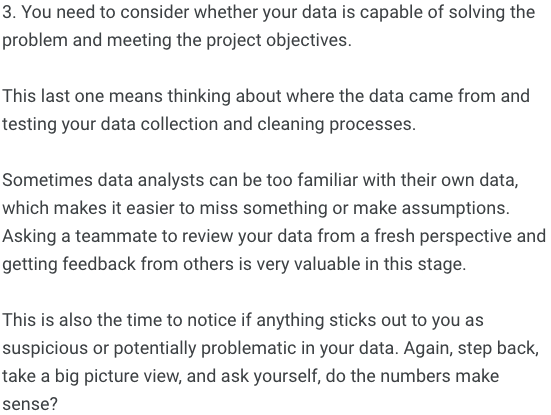 3. You need to consider whether your data is capable of solving the
problem and meeting the project objectives.
This last one means thinking about where the data came from and
testing your data collection and cleaning processes.
Sometimes data analysts can be too familiar with their own data,
which makes it easier to miss something or make assumptions.
Asking a teammate to review your data from a fresh perspective and
getting feedback from others is very valuable in this stage.
This is also the time to notice if anything sticks out to you as
suspicious or potentially problematic in your data. Again, step back,
take a big picture view, and ask yourself, do the numbers make
sense?